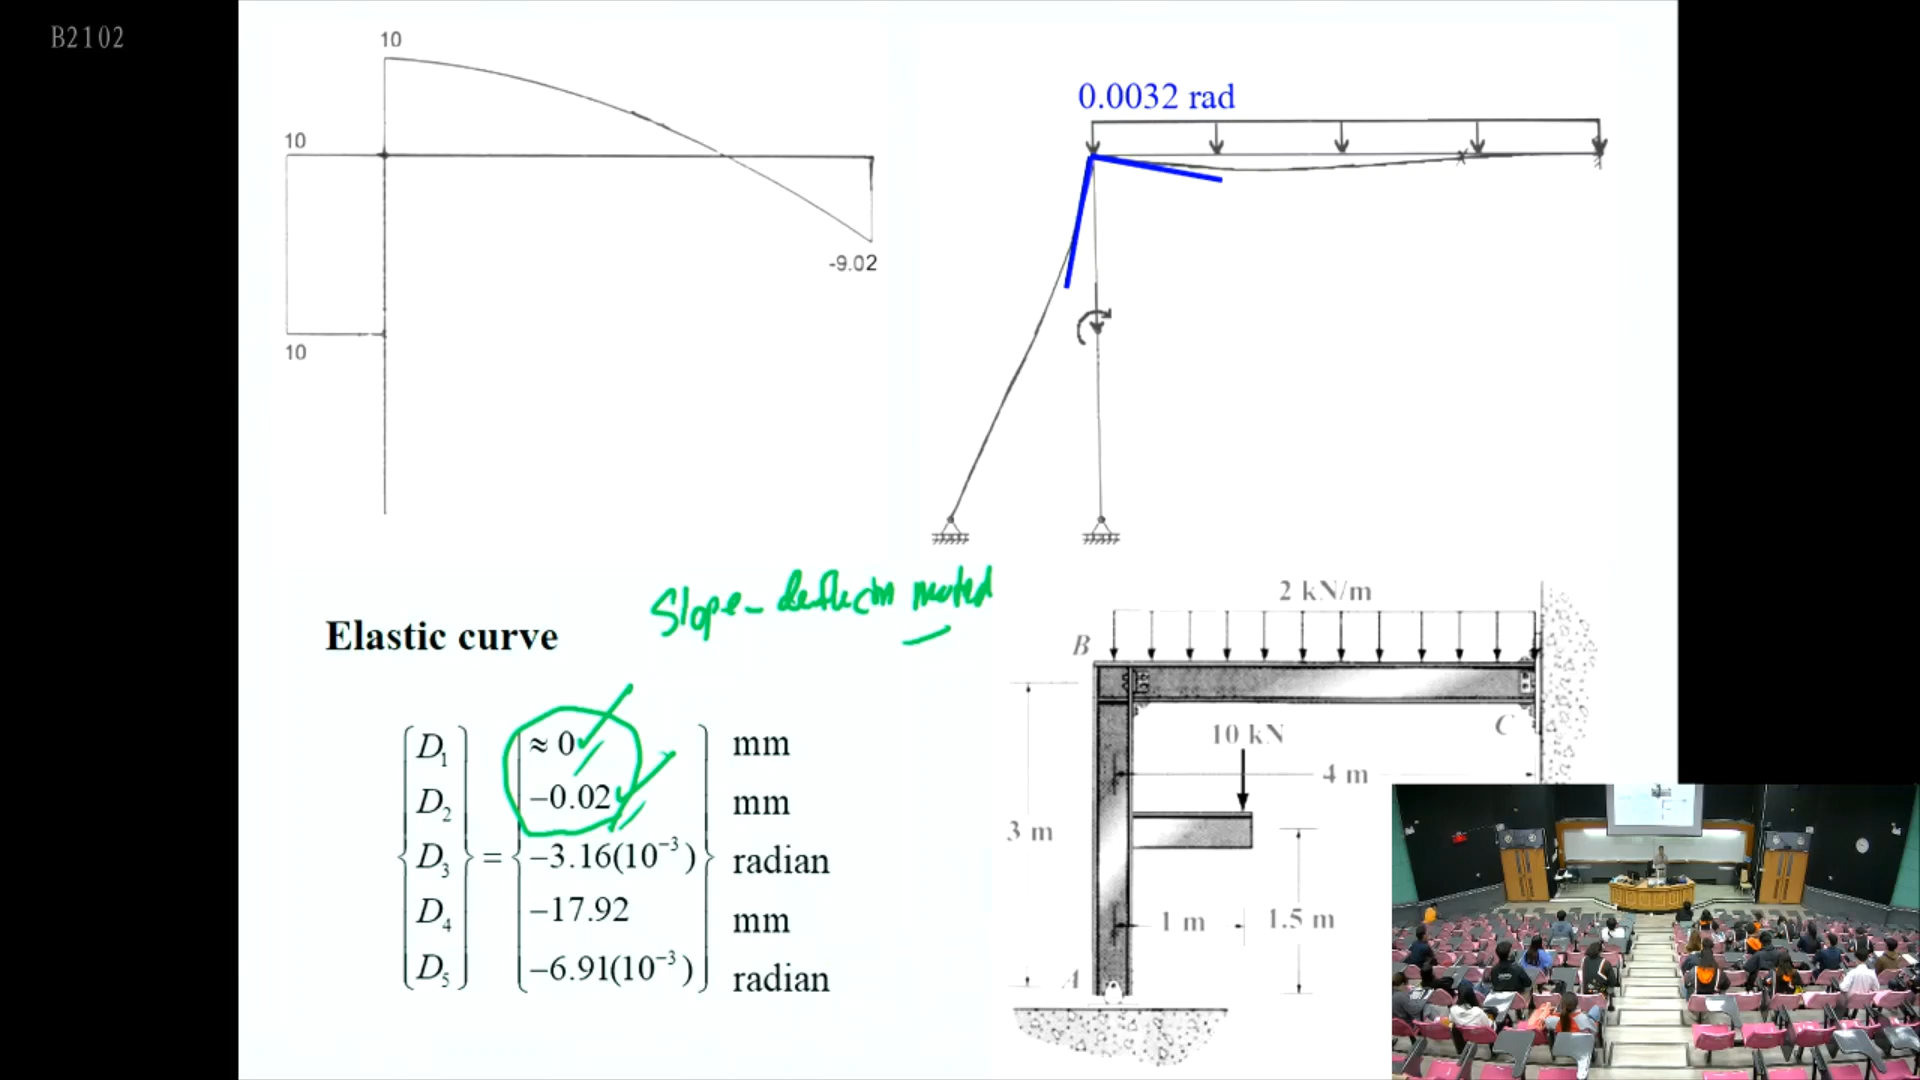 B2102
10
10
10
-9.02
0.0032 rad
Slope-deflectn method
Elastic curve
D1 = ≈ 0 mm
D2 −0.02 mm
D3 −3.16(10⁻³) radian
D4 −17.92 mm
D5 −6.91(10⁻³) radian
2 kN/m
B
C
10 kN
4 m
3 m
1 m
1.5 m
A